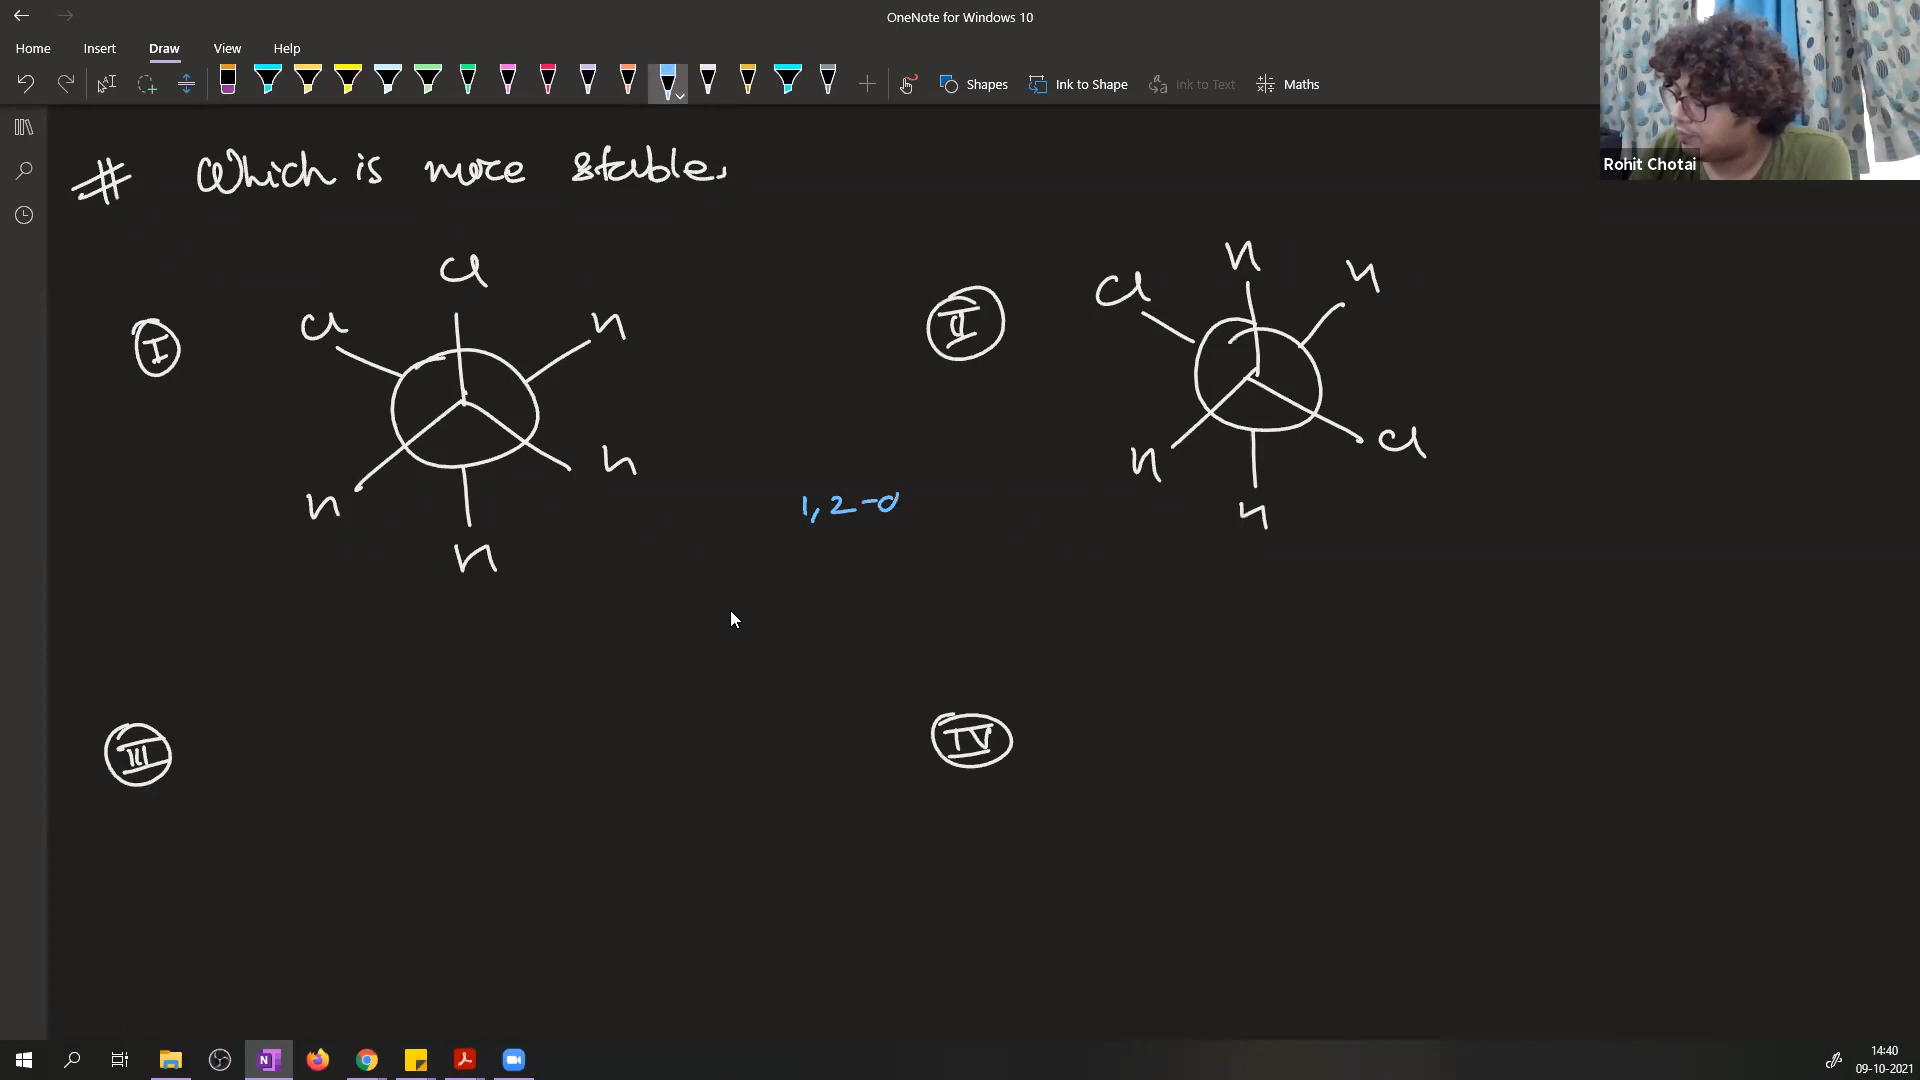 OneNote for Windows 10
Home Insert Draw View Help
Shapes Ink to Shape Ink to Text Maths
Rohit Chotai
# Which is more stable.
I
Cl
Cl
H
H
H
H
II
H
H
Cl
H
Cl
H
1,2-d
III
IV
14:40
09-10-2021